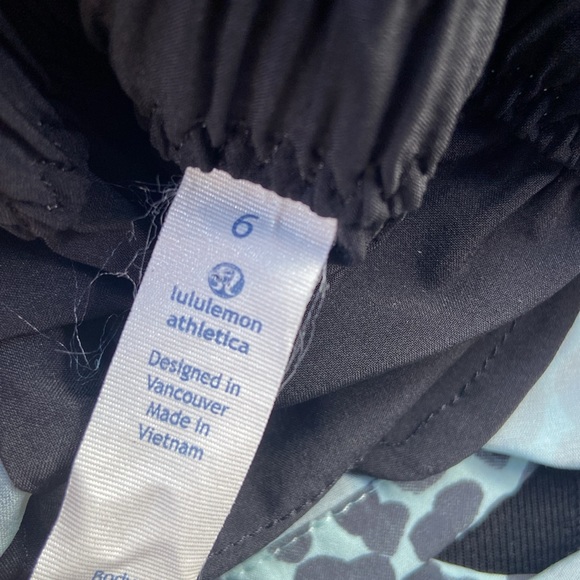 6
lululemon
athletica
Designed in
Vancouver
Made in
Vietnam